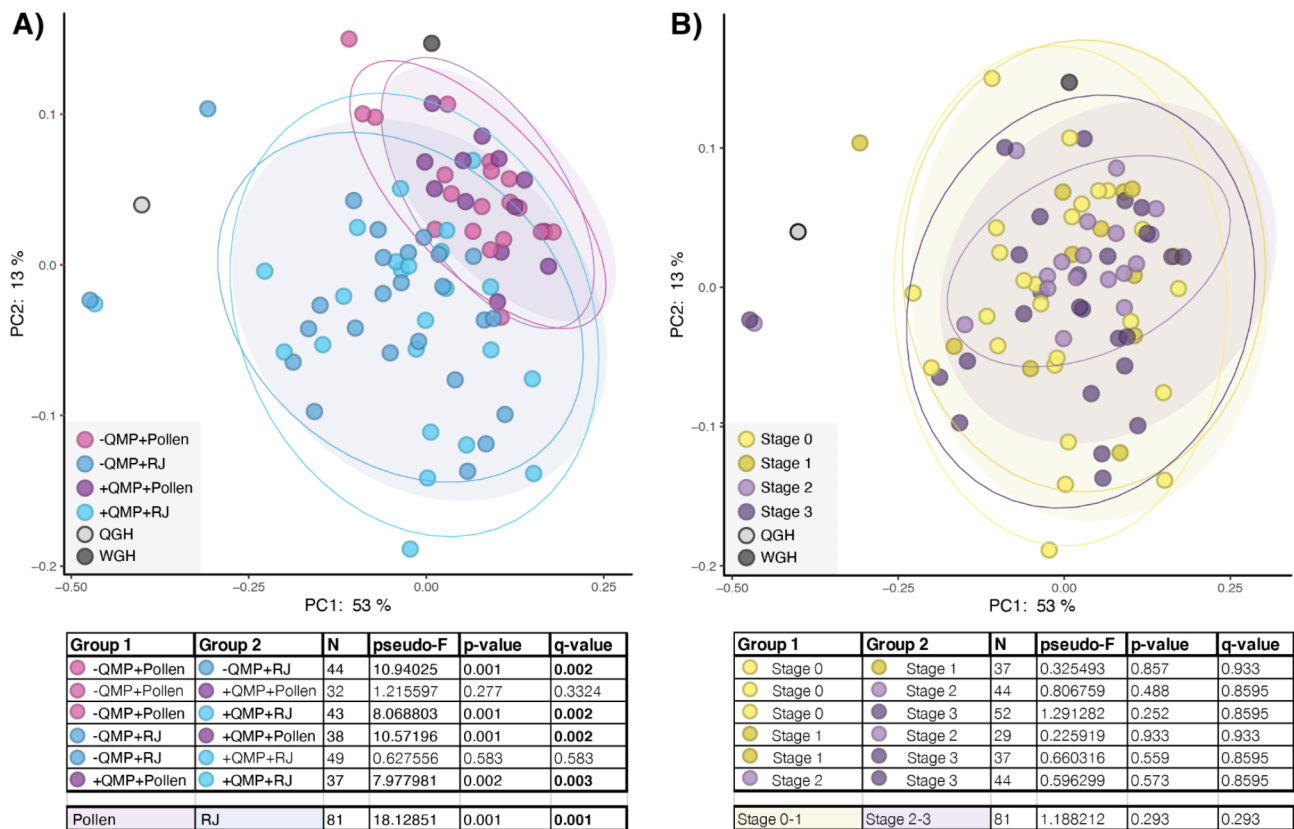 A)
0.1
0.0
−0.1
−0.2
PC2: 13 %
-QMP+Pollen
-QMP+RJ
+QMP+Pollen
+QMP+RJ
QGH
WGH
−0.50
−0.25
0.00
0.25
PC1: 53 %
Group 1 Group 2 N pseudo-F p-value q-value
-QMP+Pollen -QMP+RJ 44 10.94025 0.001 0.002
-QMP+Pollen +QMP+Pollen 32 1.215597 0.277 0.3324
-QMP+Pollen +QMP+RJ 43 8.068803 0.001 0.002
-QMP+RJ +QMP+Pollen 38 10.57196 0.001 0.002
-QMP+RJ +QMP+RJ 49 0.627556 0.583 0.583
+QMP+Pollen +QMP+RJ 37 7.977981 0.002 0.003
Pollen RJ 81 18.12851 0.001 0.001
B)
0.1
0.0
−0.1
−0.2
PC2: 13 %
Stage 0
Stage 1
Stage 2
Stage 3
QGH
WGH
−0.50
−0.25
0.00
0.25
PC1: 53 %
Group 1 Group 2 N pseudo-F p-value q-value
Stage 0 Stage 1 37 0.325493 0.857 0.933
Stage 0 Stage 2 44 0.806759 0.488 0.8595
Stage 0 Stage 3 52 1.291282 0.252 0.8595
Stage 1 Stage 2 29 0.225919 0.933 0.933
Stage 1 Stage 3 37 0.660316 0.559 0.8595
Stage 2 Stage 3 44 0.596299 0.573 0.8595
Stage 0-1 Stage 2-3 81 1.188212 0.293 0.293